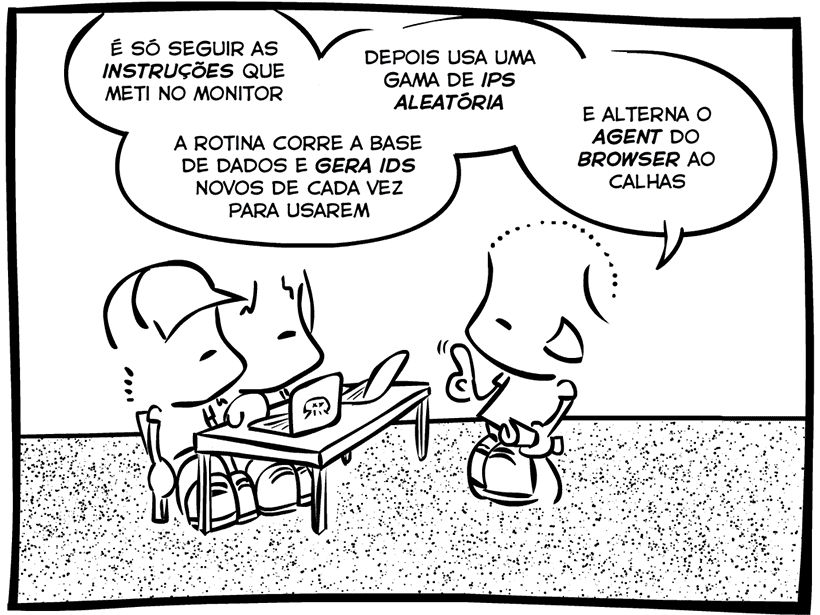 É SÓ SEGUIR AS
INSTRUÇÕES QUE
METI NO MONITOR
A ROTINA CORRE A BASE
DE DADOS E GERA IDS
NOVOS DE CADA VEZ
PARA USAREM
DEPOIS USA UMA
GAMA DE IPS
ALEATÓRIA
E ALTERNA O
AGENT DO
BROWSER AO
CALHAS